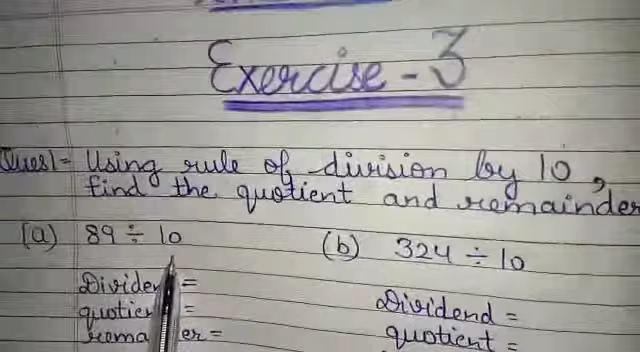 Exercise - 3
Ques1= Using rule of division by 10,
find the quotient and remainder
(a) 89 ÷ 10 (b) 324 ÷ 10
Dividend = Dividend =
quotient = quotient =
remainder =